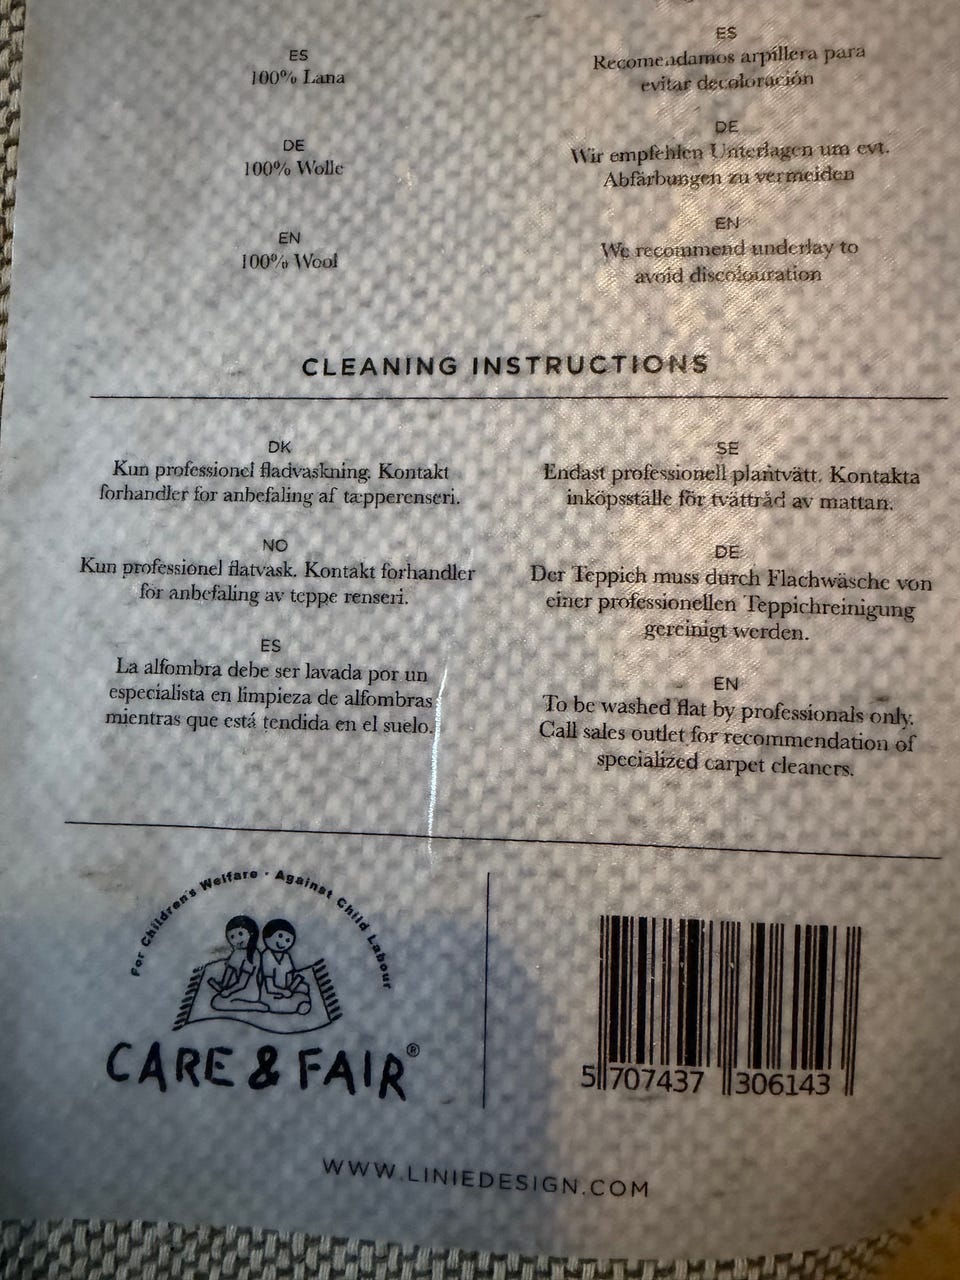 ES
100% Lana
DE
100% Wolle
EN
100% Wool
ES
Recomendamos arpillera para
evitar decoloración
DE
Wir empfehlen Unterlagen um evt.
Abfärbungen zu vermeiden
EN
We recommend underlay to
avoid discolouration
CLEANING INSTRUCTIONS
DK
Kun professionel fladvaskning. Kontakt
forhandler for anbefaling af tæpperenseri.
NO
Kun professionel flatvask. Kontakt forhandler
för anbefaling av teppe renseri.
ES
La alfombra debe ser lavada por un
especialista en limpieza de alfombras
mientras que está tendida en el suelo.
SE
Endast professionell plantvätt. Kontakta
inköpsställe för tvättråd av mattan.
DE
Der Teppich muss durch Flachwäsche von
einer professionellen Teppichreinigung
gereinigt werden.
EN
To be washed flat by professionals only.
Call sales outlet for recommendation of
specialized carpet cleaners.
For Children's Welfare · Against Child Labour
CARE & FAIR®
5 707437 306143
WWW.LINIEDESIGN.COM